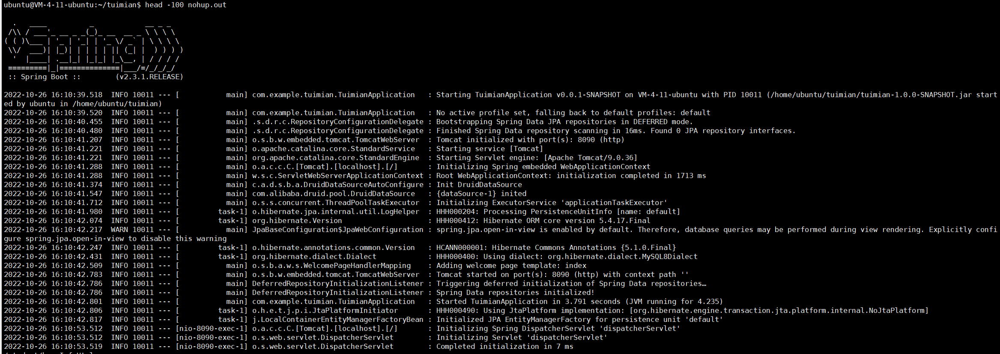 ubuntu@VM-4-11-ubuntu:~/tuimian$ head -100 nohup.out
  .   ____          _            __ _ _
 /\\ / ___'_ __ _ _(_)_ __  __ _ \ \ \ \
( ( )\___ | '_ | '_| | '_ \/ _` | \ \ \ \
 \\/  ___)| |_)| | | | | || (_| |  ) ) ) )
  '  |____| .__|_| |_|_| |_\__, | / / / /
 =========|_|==============|___/=/_/_/_/
 :: Spring Boot ::        (v2.3.1.RELEASE)
2022-10-26 16:10:39.518  INFO 10011 --- [           main] com.example.tuimian.TuimianApplication   : Starting TuimianApplication v0.0.1-SNAPSHOT on VM-4-11-ubuntu with PID 10011 (/home/ubuntu/tuimian/tuimian-1.0.0-SNAPSHOT.jar start
ed by ubuntu in /home/ubuntu/tuimian)
2022-10-26 16:10:39.520  INFO 10011 --- [           main] com.example.tuimian.TuimianApplication   : No active profile set, falling back to default profiles: default
2022-10-26 16:10:40.455  INFO 10011 --- [           main] .s.d.r.c.RepositoryConfigurationDelegate : Bootstrapping Spring Data JPA repositories in DEFERRED mode.
2022-10-26 16:10:40.480  INFO 10011 --- [           main] .s.d.r.c.RepositoryConfigurationDelegate : Finished Spring Data repository scanning in 16ms. Found 0 JPA repository interfaces.
2022-10-26 16:10:41.207  INFO 10011 --- [           main] o.s.b.w.embedded.tomcat.TomcatWebServer  : Tomcat initialized with port(s): 8090 (http)
2022-10-26 16:10:41.221  INFO 10011 --- [           main] o.apache.catalina.core.StandardService   : Starting service [Tomcat]
2022-10-26 16:10:41.221  INFO 10011 --- [           main] org.apache.catalina.core.StandardEngine  : Starting Servlet engine: [Apache Tomcat/9.0.36]
2022-10-26 16:10:41.288  INFO 10011 --- [           main] o.a.c.c.C.[Tomcat].[localhost].[/]       : Initializing Spring embedded WebApplicationContext
2022-10-26 16:10:41.288  INFO 10011 --- [           main] w.s.c.ServletWebServerApplicationContext : Root WebApplicationContext: initialization completed in 1713 ms
2022-10-26 16:10:41.374  INFO 10011 --- [           main] c.a.d.s.b.a.DruidDataSourceAutoConfigure : Init DruidDataSource
2022-10-26 16:10:41.547  INFO 10011 --- [           main] com.alibaba.druid.pool.DruidDataSource   : {dataSource-1} inited
2022-10-26 16:10:41.712  INFO 10011 --- [           main] o.s.s.concurrent.ThreadPoolTaskExecutor  : Initializing ExecutorService 'applicationTaskExecutor'
2022-10-26 16:10:41.980  INFO 10011 --- [         task-1] o.hibernate.jpa.internal.util.LogHelper  : HHH000204: Processing PersistenceUnitInfo [name: default]
2022-10-26 16:10:42.074  INFO 10011 --- [         task-1] org.hibernate.Version                    : HHH000412: Hibernate ORM core version 5.4.17.Final
2022-10-26 16:10:42.217  WARN 10011 --- [           main] JpaBaseConfiguration$JpaWebConfiguration : spring.jpa.open-in-view is enabled by default. Therefore, database queries may be performed during view rendering. Explicitly confi
gure spring.jpa.open-in-view to disable this warning
2022-10-26 16:10:42.247  INFO 10011 --- [         task-1] o.hibernate.annotations.common.Version   : HCANN000001: Hibernate Commons Annotations {5.1.0.Final}
2022-10-26 16:10:42.431  INFO 10011 --- [         task-1] org.hibernate.dialect.Dialect            : HHH000400: Using dialect: org.hibernate.dialect.MySQL8Dialect
2022-10-26 16:10:42.509  INFO 10011 --- [           main] o.s.b.a.w.s.WelcomePageHandlerMapping    : Adding welcome page template: index
2022-10-26 16:10:42.783  INFO 10011 --- [           main] o.s.b.w.embedded.tomcat.TomcatWebServer  : Tomcat started on port(s): 8090 (http) with context path ''
2022-10-26 16:10:42.786  INFO 10011 --- [           main] DeferredRepositoryInitializationListener : Triggering deferred initialization of Spring Data repositories…
2022-10-26 16:10:42.786  INFO 10011 --- [           main] DeferredRepositoryInitializationListener : Spring Data repositories initialized!
2022-10-26 16:10:42.801  INFO 10011 --- [           main] com.example.tuimian.TuimianApplication   : Started TuimianApplication in 3.791 seconds (JVM running for 4.235)
2022-10-26 16:10:42.806  INFO 10011 --- [         task-1] o.h.e.t.j.p.i.JtaPlatformInitiator       : HHH000490: Using JtaPlatform implementation: [org.hibernate.engine.transaction.jta.platform.internal.NoJtaPlatform]
2022-10-26 16:10:42.817  INFO 10011 --- [         task-1] j.LocalContainerEntityManagerFactoryBean : Initialized JPA EntityManagerFactory for persistence unit 'default'
2022-10-26 16:10:53.512  INFO 10011 --- [nio-8090-exec-1] o.a.c.c.C.[Tomcat].[localhost].[/]       : Initializing Spring DispatcherServlet 'dispatcherServlet'
2022-10-26 16:10:53.512  INFO 10011 --- [nio-8090-exec-1] o.s.web.servlet.DispatcherServlet        : Initializing Servlet 'dispatcherServlet'
2022-10-26 16:10:53.519  INFO 10011 --- [nio-8090-exec-1] o.s.web.servlet.DispatcherServlet        : Completed initialization in 7 ms